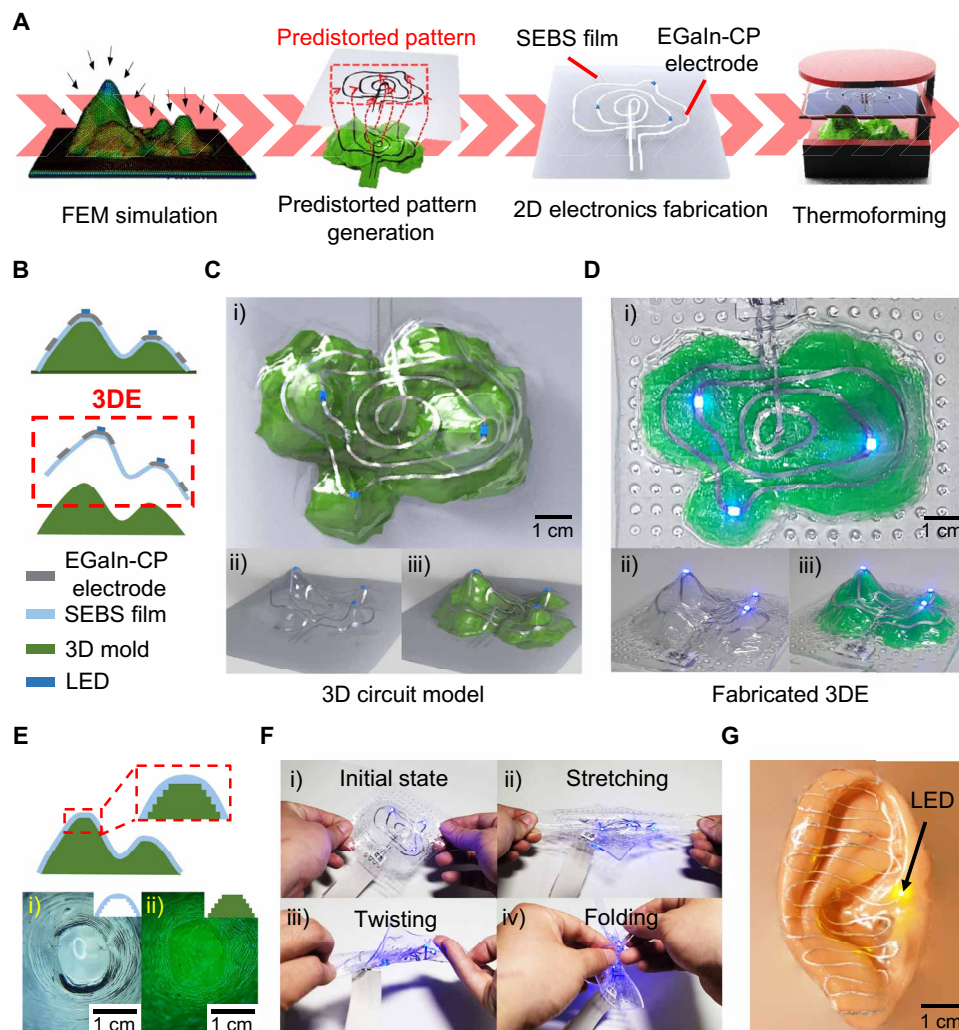 A
Predistorted pattern
SEBS film
EGaIn-CP
electrode
FEM simulation
Predistorted pattern
generation
2D electronics fabrication
Thermoforming
B
3DE
EGaIn-CP
electrode
SEBS film
3D mold
LED
C
i)
1 cm
ii)
iii)
3D circuit model
D
i)
1 cm
ii)
iii)
Fabricated 3DE
E
i)
ii)
1 cm
1 cm
F
i)
Initial state
ii)
Stretching
iii)
Twisting
iv)
Folding
G
LED
1 cm